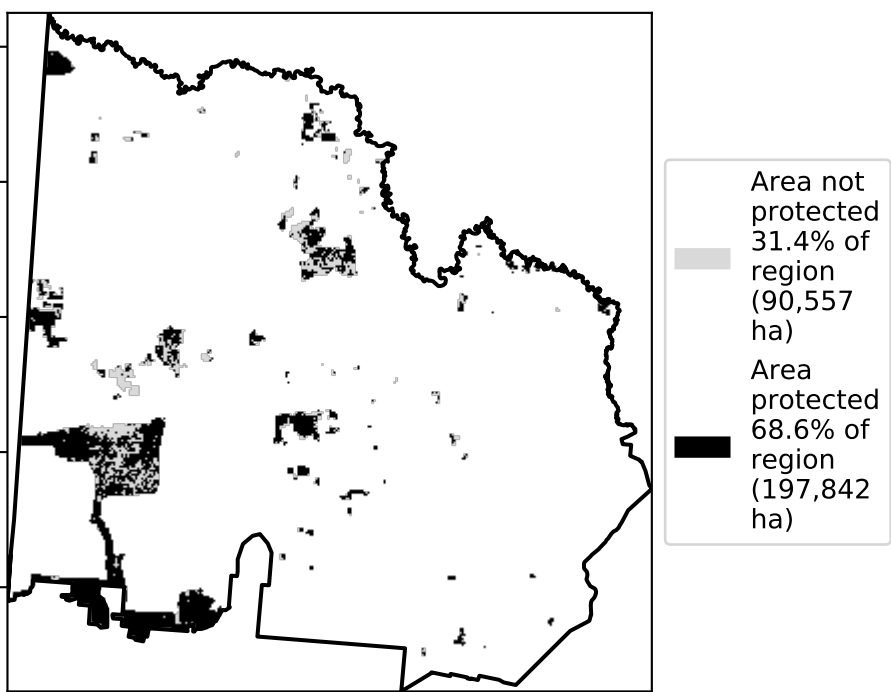 Area not
protected
31.4% of
region
(90,557
ha)
Area
protected
68.6% of
region
(197,842
ha)